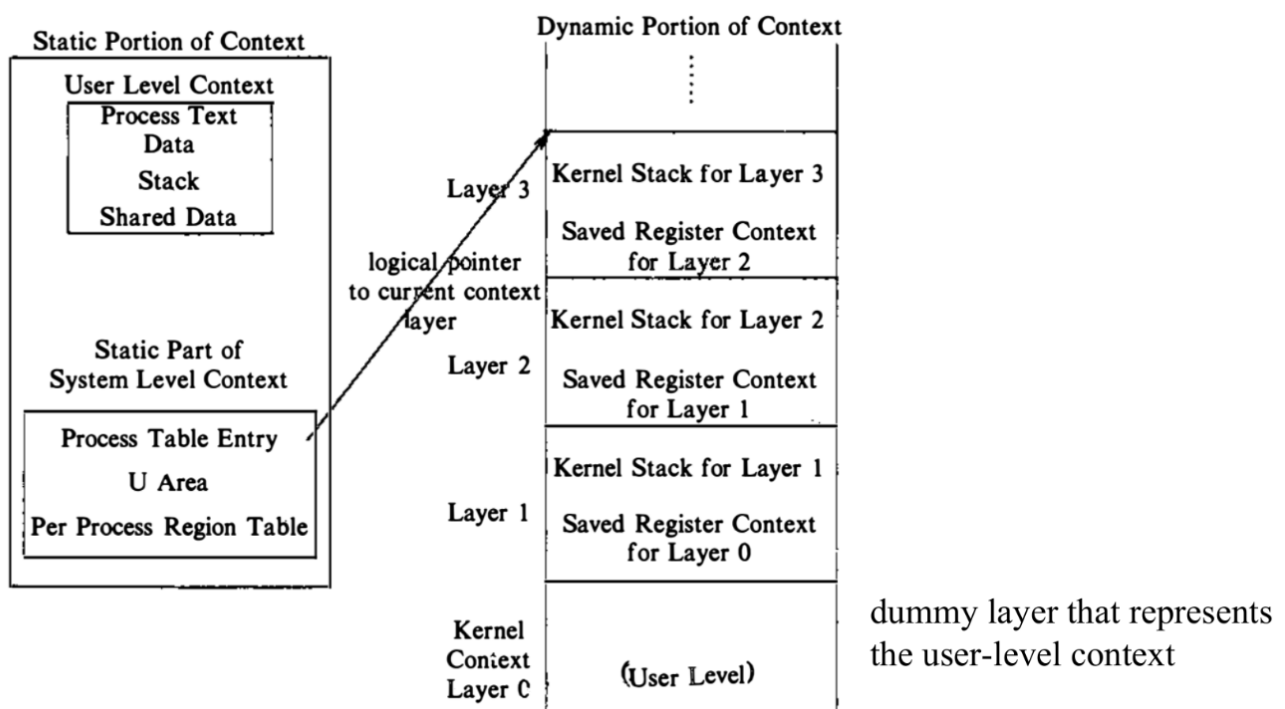 Static Portion of Context
User Level Context
Process Text
Data
Stack
Shared Data
Static Part of
System Level Context
Process Table Entry
U Area
Per Process Region Table
logical pointer
to current context
layer
Dynamic Portion of Context
Layer 3
Kernel Stack for Layer 3
Saved Register Context
for Layer 2
Layer 2
Kernel Stack for Layer 2
Saved Register Context
for Layer 1
Layer 1
Kernel Stack for Layer 1
Saved Register Context
for Layer 0
Kernel
Context
Layer 0
(User Level)
dummy layer that represents
the user-level context